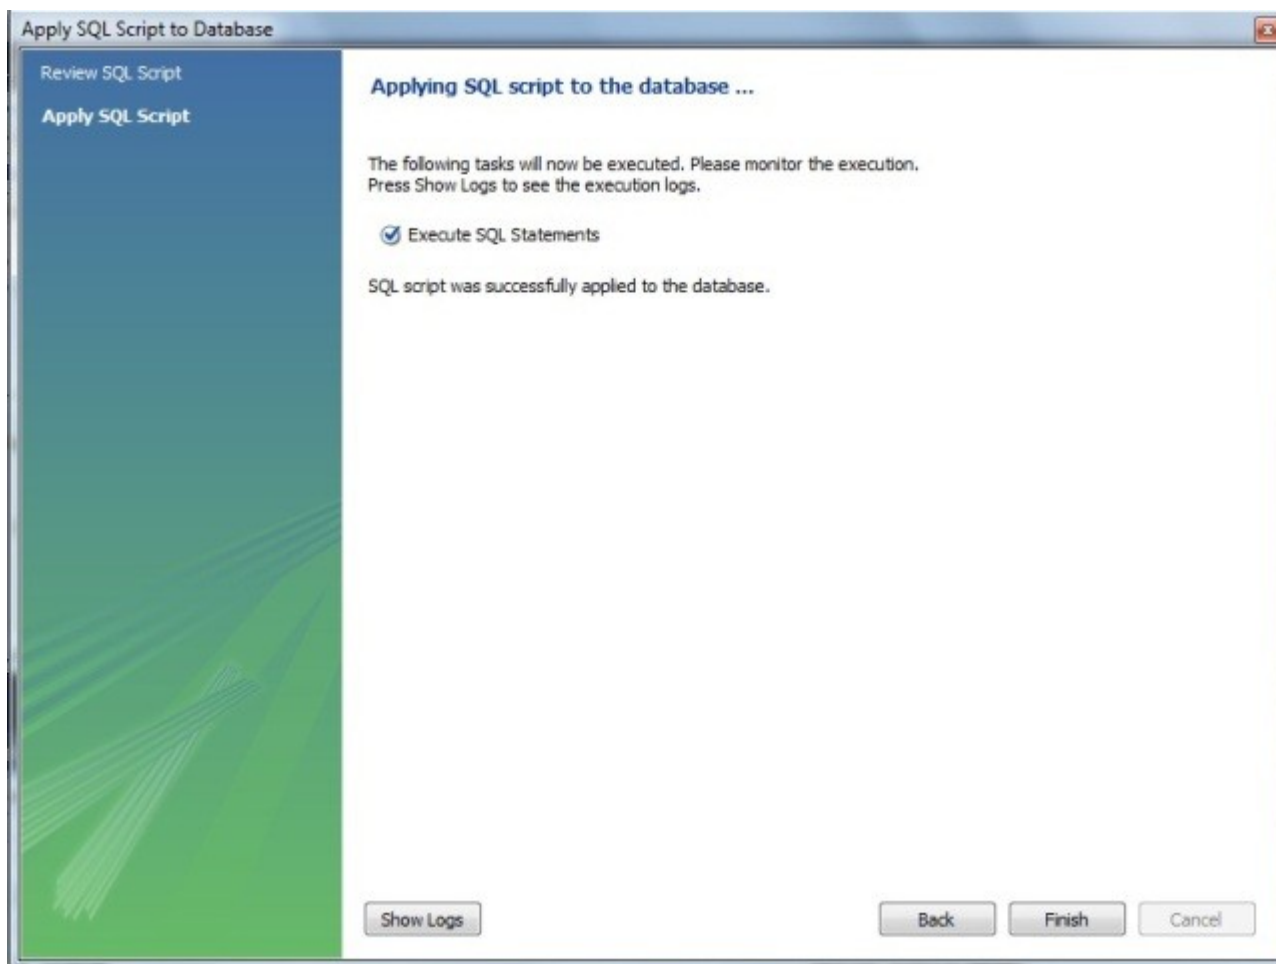 Apply SQL Script to Database
Review SQL Script
Apply SQL Script
Applying SQL script to the database ...
The following tasks will now be executed. Please monitor the execution.
Press Show Logs to see the execution logs.
Execute SQL Statements
SQL script was successfully applied to the database.
Show Logs
Back
Finish
Cancel